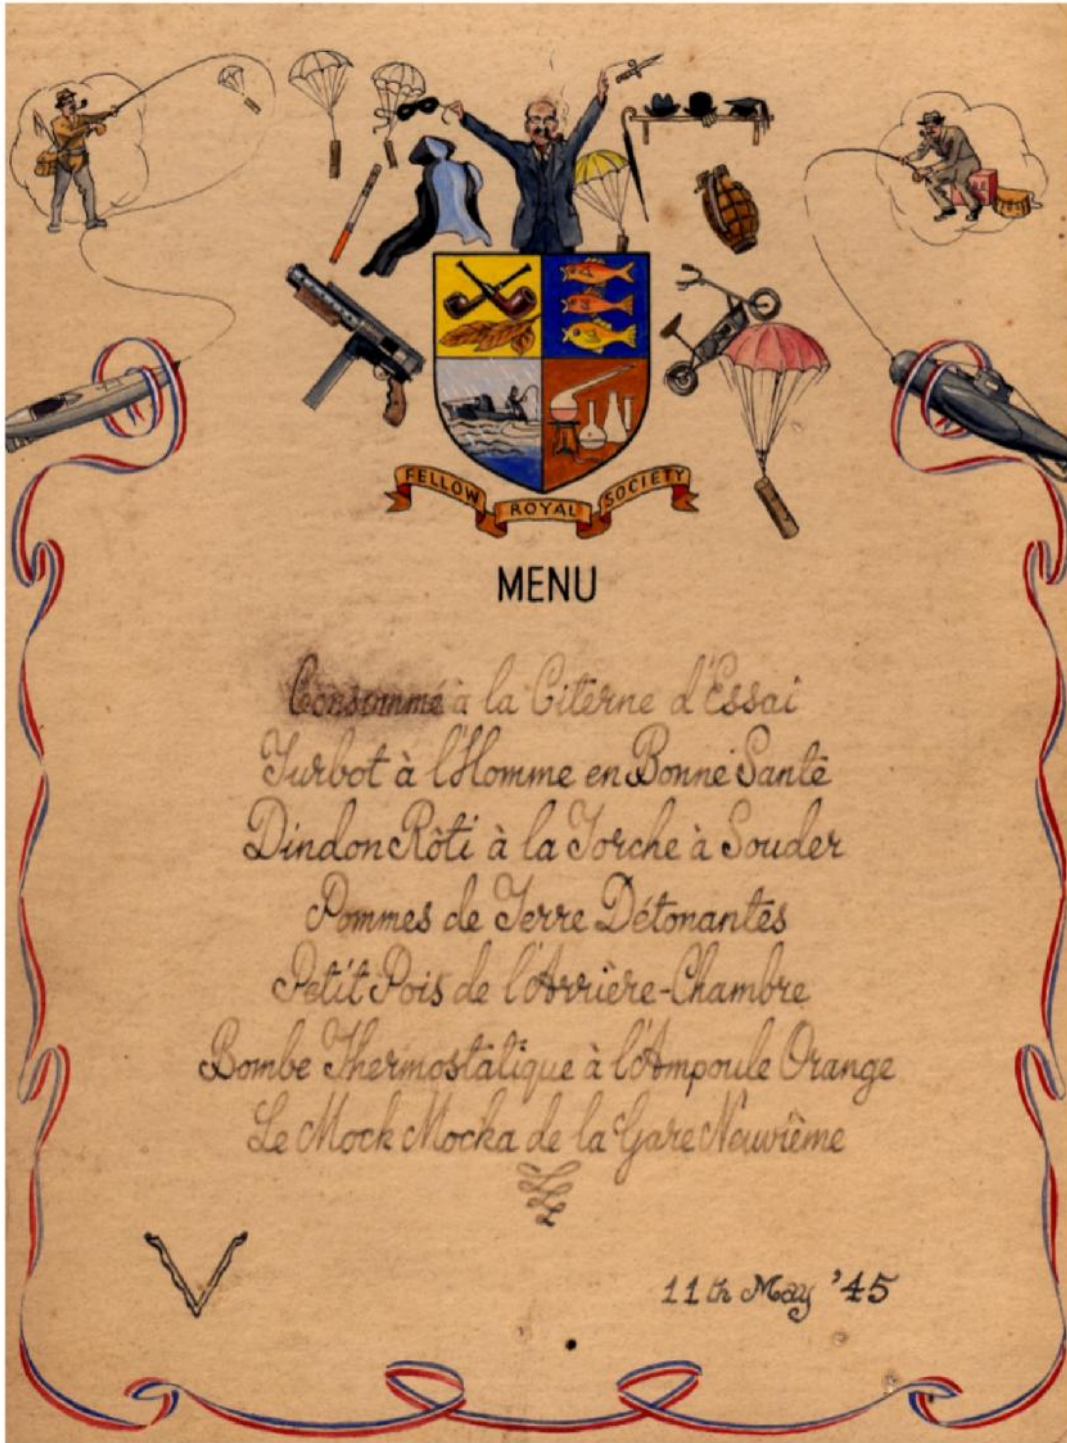 FELLOW ROYAL SOCIETY
MENU
Consommé à la Citerne d'Essai
Turbot à l'Homme en Bonne Santé
Dindon Rôti à la Torche à Souder
Pommes de Terre Détonantes
Petit Pois de l'Arrière-Chambre
Bombe Thermostatique à l'Ampoule Orange
Le Mock Mocka de la Gare Neuvième
V
11th May '45